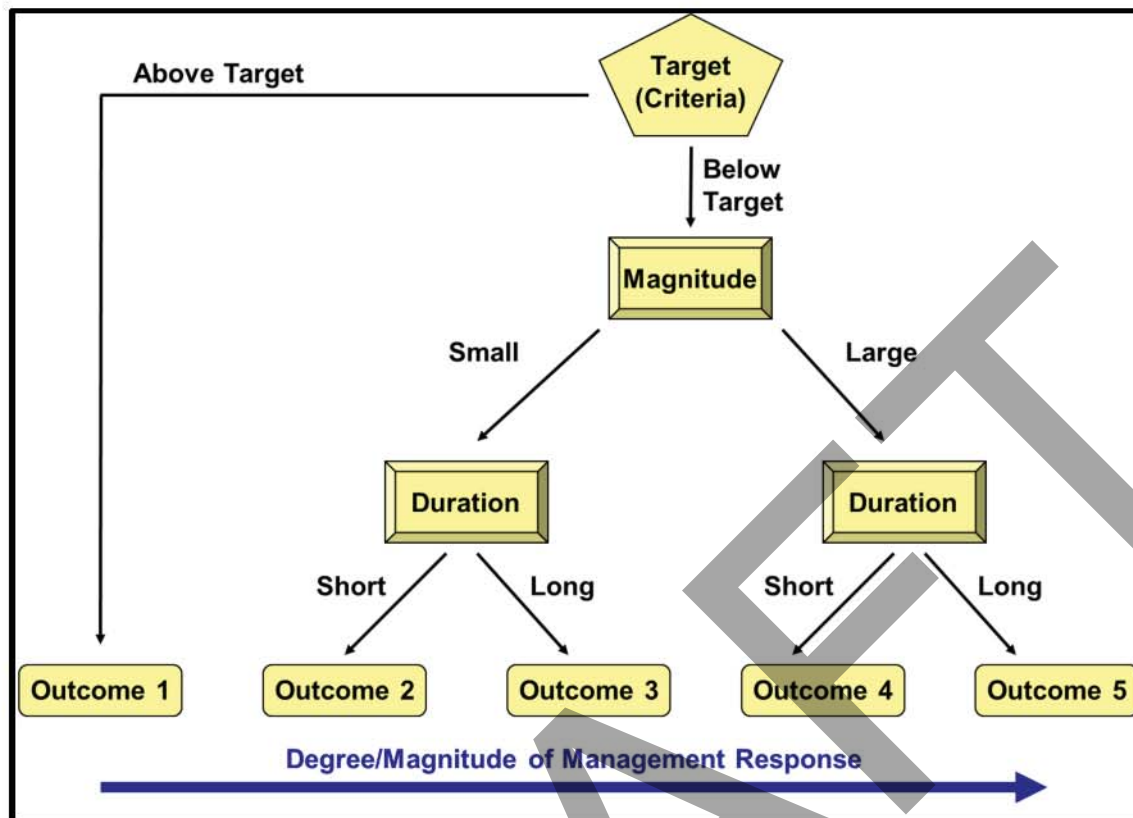 Above Target
Target
(Criteria)
Below
Target
Magnitude
Small
Large
Duration
Duration
Short
Long
Short
Long
Outcome 1
Outcome 2
Outcome 3
Outcome 4
Outcome 5
Degree/Magnitude of Management Response